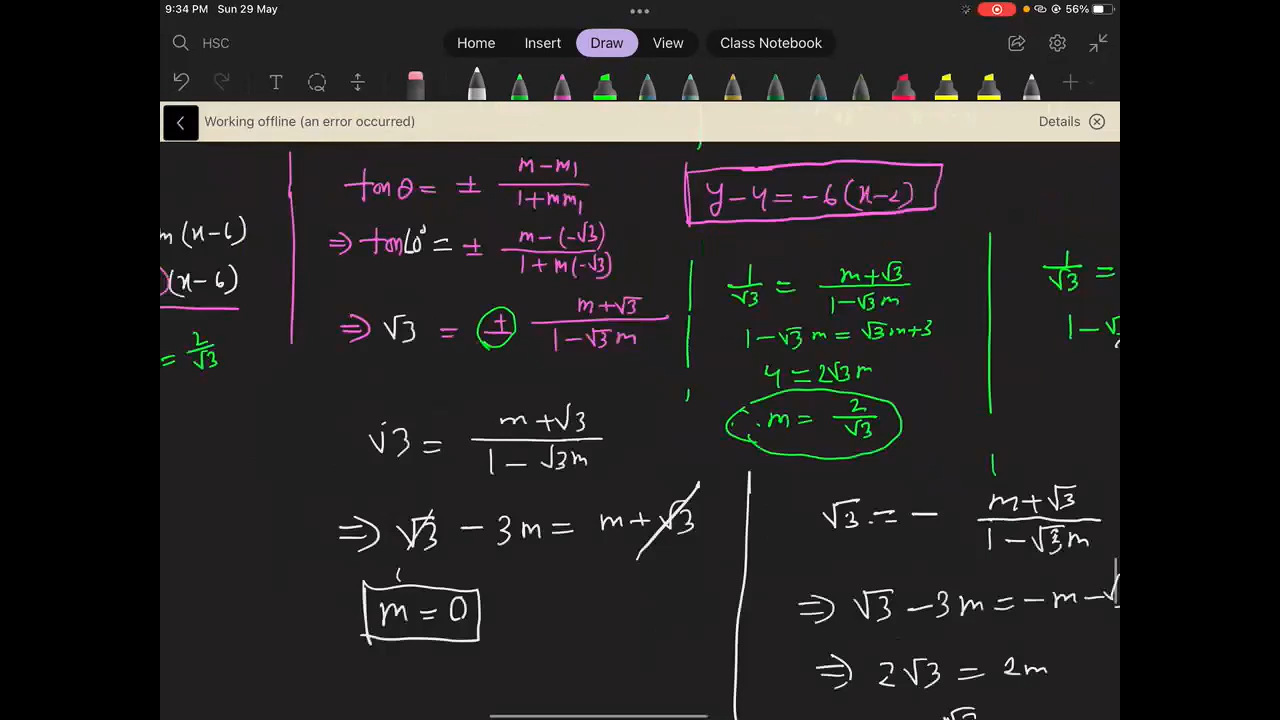 9:34 PM Sun 29 May
56%
HSC
Home Insert Draw View Class Notebook
T
Working offline (an error occurred)
Details
m (x-6)
)(x-6)
= 2/√3
tan θ = ± (m-m₁)/(1+mm₁)
⇒ tan60° = ± (m-(-√3))/(1+m(-√3))
⇒ √3 = ± (m+√3)/(1-√3m)
√3 = (m+√3)/(1-√3m)
⇒ √3 - 3m = m+√3
m = 0
y-4 = -6(x-2)
1/√3 = (m+√3)/(1-√3m)
1-√3m = √3m+3
4 = 2√3m
m = 2/√3
1/√3 =
√3 = - (m+√3)/(1-√3m)
⇒ √3 - 3m = -m-√
⇒ 2√3 = 2m